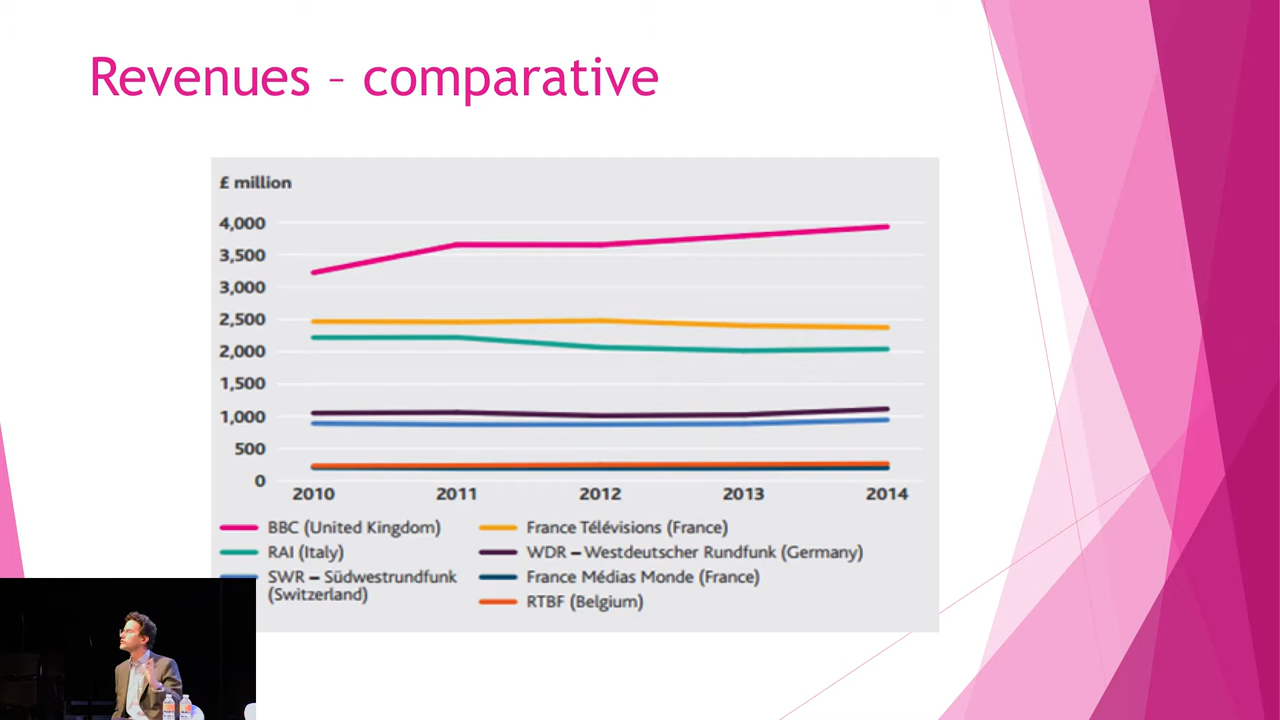 Revenues – comparative
£ million
4,000
3,500
3,000
2,500
2,000
1,500
1,000
500
0
2010 2011 2012 2013 2014
BBC (United Kingdom)
RAI (Italy)
SWR – Südwestrundfunk
(Switzerland)
France Télévisions (France)
WDR – Westdeutscher Rundfunk (Germany)
France Médias Monde (France)
RTBF (Belgium)